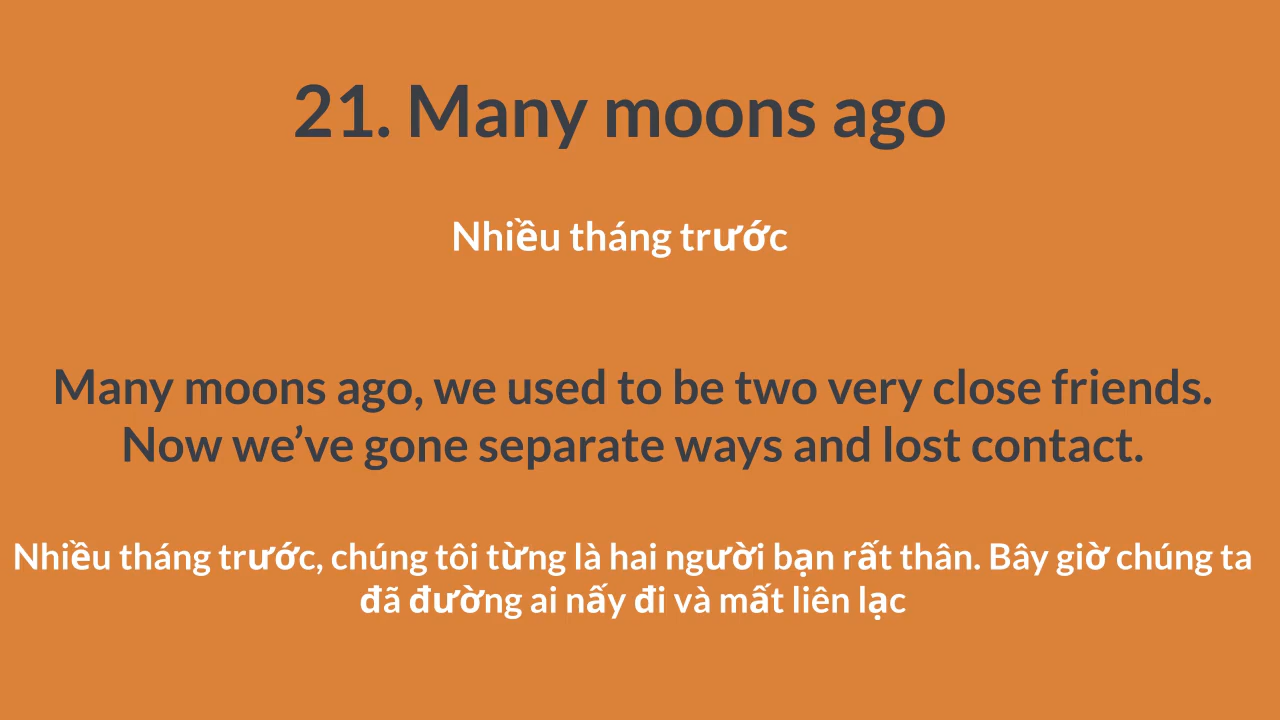 21. Many moons ago
Nhiều tháng trước
Many moons ago, we used to be two very close friends.
Now we’ve gone separate ways and lost contact.
Nhiều tháng trước, chúng tôi từng là hai người bạn rất thân. Bây giờ chúng ta
đã đường ai nấy đi và mất liên lạc